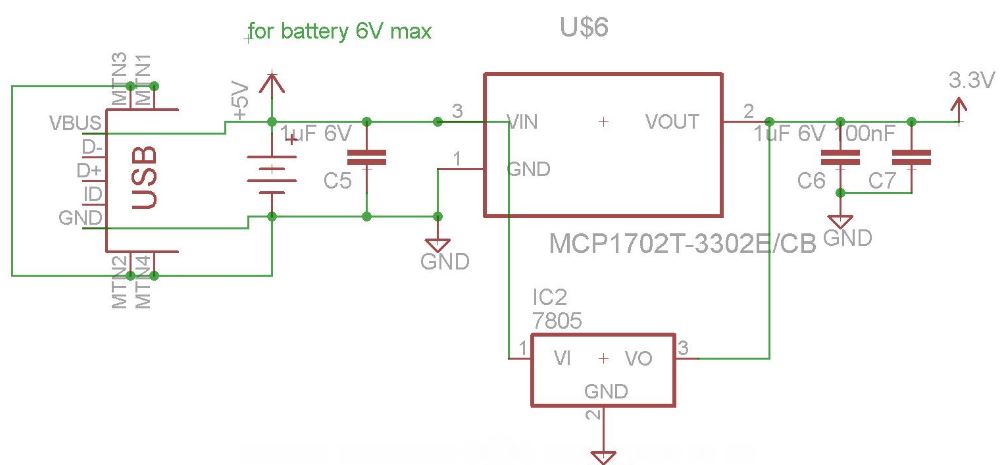 for battery 6V max
U$6
MTN3
MTN1
+5V
3.3V
VBUS
D-
D+
ID
GND
USB
MTN2
MTN4
1uF 6V
C5
3
VIN
VOUT
2
1
GND
MCP1702T-3302E/CB
GND
1uF 6V
100nF
C6
C7
GND
IC2
7805
1
VI
VO
3
GND
2